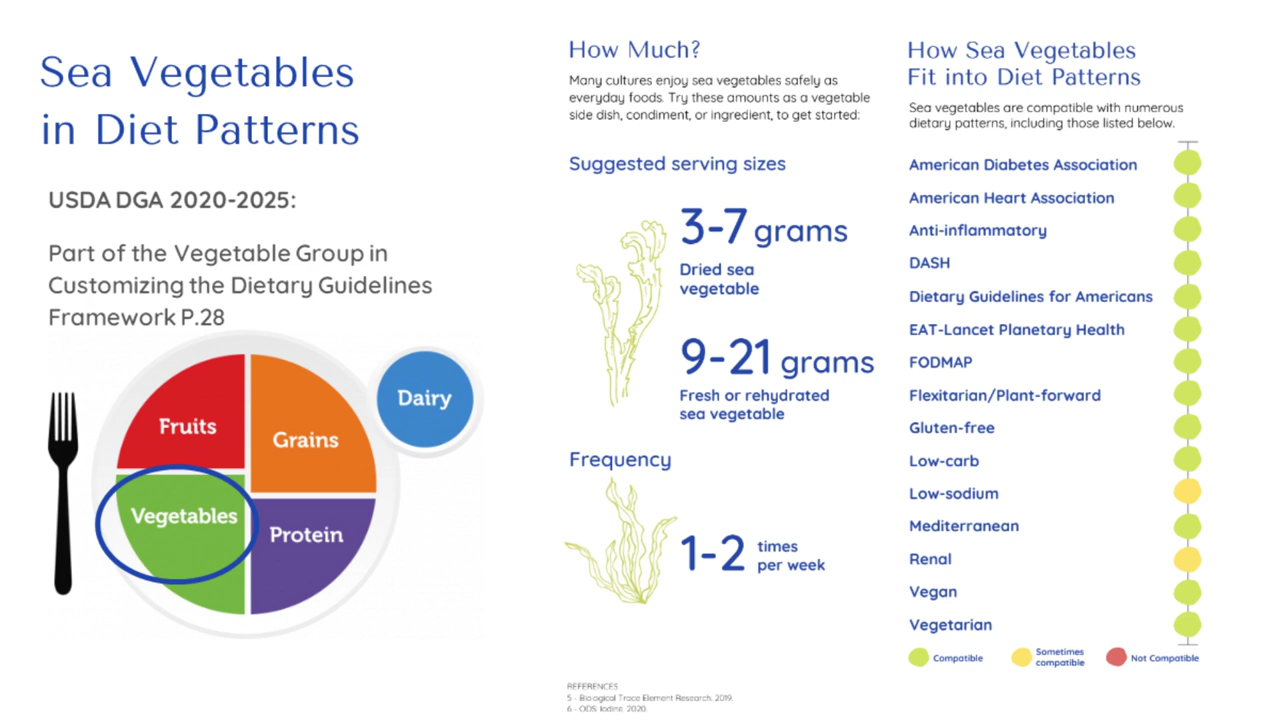 Sea Vegetables
in Diet Patterns
USDA DGA 2020-2025:
Part of the Vegetable Group in
Customizing the Dietary Guidelines
Framework P.28
Fruits
Grains
Dairy
Vegetables
Protein
How Much?
Many cultures enjoy sea vegetables safely as
everyday foods. Try these amounts as a vegetable
side dish, condiment, or ingredient, to get started:
Suggested serving sizes
3-7 grams
Dried sea
vegetable
9-21 grams
Fresh or rehydrated
sea vegetable
Frequency
1-2 times
per week
REFERENCES
5 - Biological Trace Element Research. 2019.
6 - ODS: Iodine. 2020.
How Sea Vegetables
Fit into Diet Patterns
Sea vegetables are compatible with numerous
dietary patterns, including those listed below.
American Diabetes Association
American Heart Association
Anti-inflammatory
DASH
Dietary Guidelines for Americans
EAT-Lancet Planetary Health
FODMAP
Flexitarian/Plant-forward
Gluten-free
Low-carb
Low-sodium
Mediterranean
Renal
Vegan
Vegetarian
Compatible
Sometimes
compatible
Not Compatible